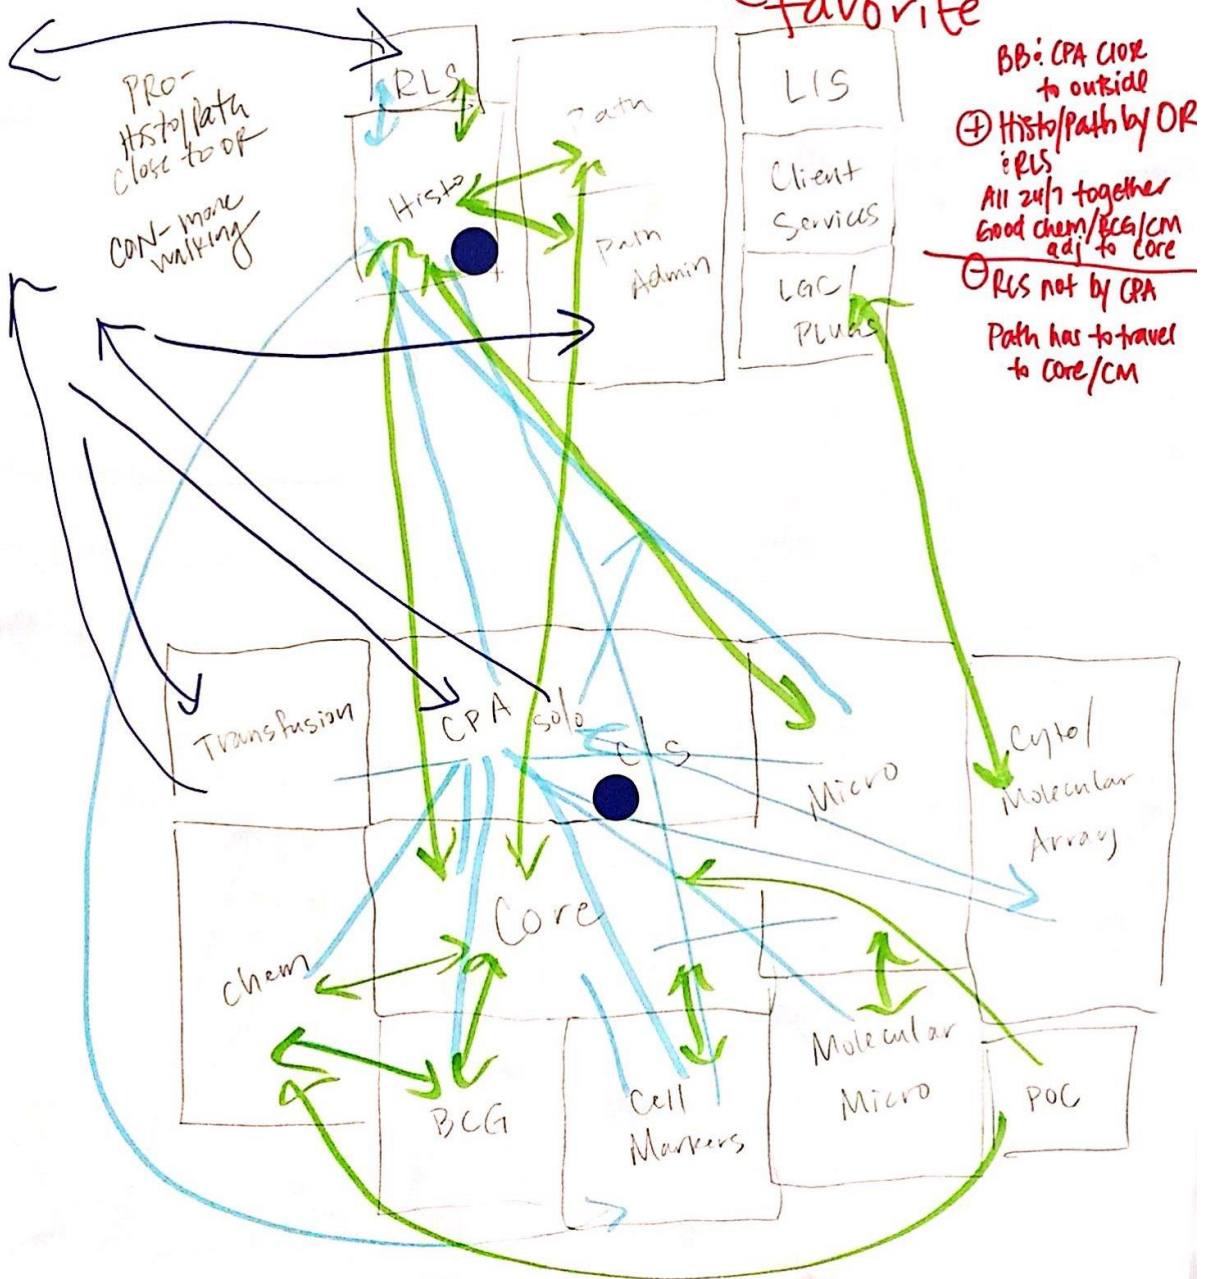 favorite
BB: CPA close
to outside
⊕ Histo/Path by OR
: RLS
All 24/7 together
Good chem/BCG/CM
adj to core
⊖ RLS not by CPA
Path has to travel
to Core/CM
PRO-
Histo/Path
close to OR
CON- more
walking
RLS
Histo
Path
Path
Admin
LIS
Client
Services
LGC/
Plugs
Transfusion
CPA
solo
C/S
Micro
Cyto/
Molecular
Array
Chem
Core
BCG
Cell
Markers
Molecular
Micro
POC